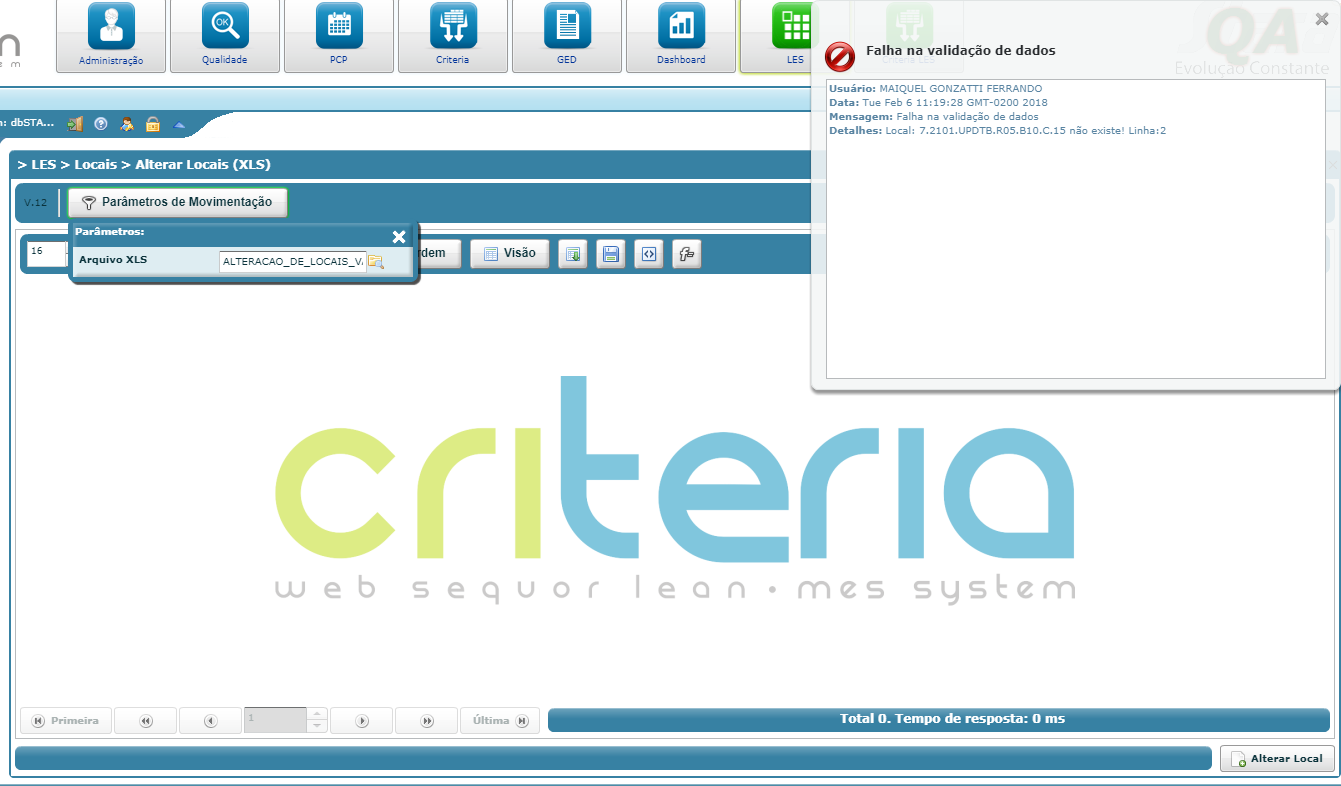 Administração
Qualidade
PCP
Criteria
GED
Dashboard
LES
Criteria LES
QA
Evolução Constante
Falha na validação de dados
Usuário: MAIQUEL GONZATTI FERRANDO
Data: Tue Feb 6 11:19:28 GMT-0200 2018
Mensagem: Falha na validação de dados
Detalhes: Local: 7.2101.UPDTB.R05.B10.C.15 não existe! Linha:2
: dbSTA...
> LES > Locais > Alterar Locais (XLS)
V.12
Parâmetros de Movimentação
Parâmetros:
16
Arquivo XLS
ALTERACAO_DE_LOCAIS_V
rdem
Visão
criteria
web sequor lean · mes system
Primeira
1
Última
Total 0. Tempo de resposta: 0 ms
Alterar Local